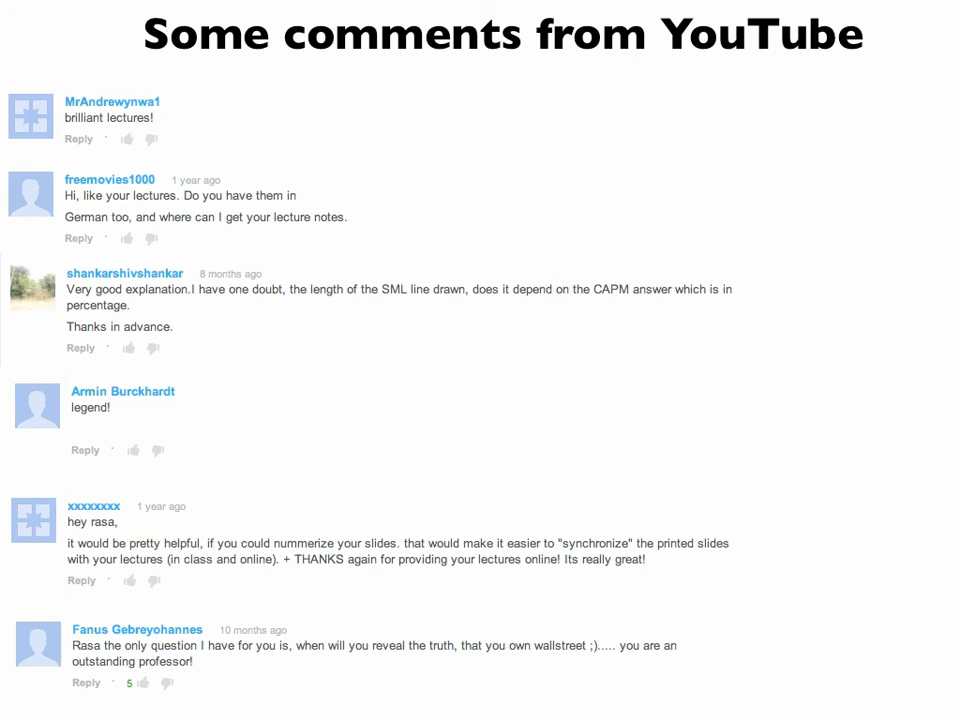 Some comments from YouTube
MrAndrewynwa1
brilliant lectures!
Reply ·
freemovies1000 1 year ago
Hi, like your lectures. Do you have them in
German too, and where can I get your lecture notes.
Reply ·
shankarshivshankar 8 months ago
Very good explanation.I have one doubt, the length of the SML line drawn, does it depend on the CAPM answer which is in
percentage.
Thanks in advance.
Reply ·
Armin Burckhardt
legend!
Reply ·
xxxxxxxx 1 year ago
hey rasa,
it would be pretty helpful, if you could nummerize your slides. that would make it easier to "synchronize" the printed slides
with your lectures (in class and online). + THANKS again for providing your lectures online! Its really great!
Reply ·
Fanus Gebreyohannes 10 months ago
Rasa the only question I have for you is, when will you reveal the truth, that you own wallstreet ;)..... you are an
outstanding professor!
Reply · 5